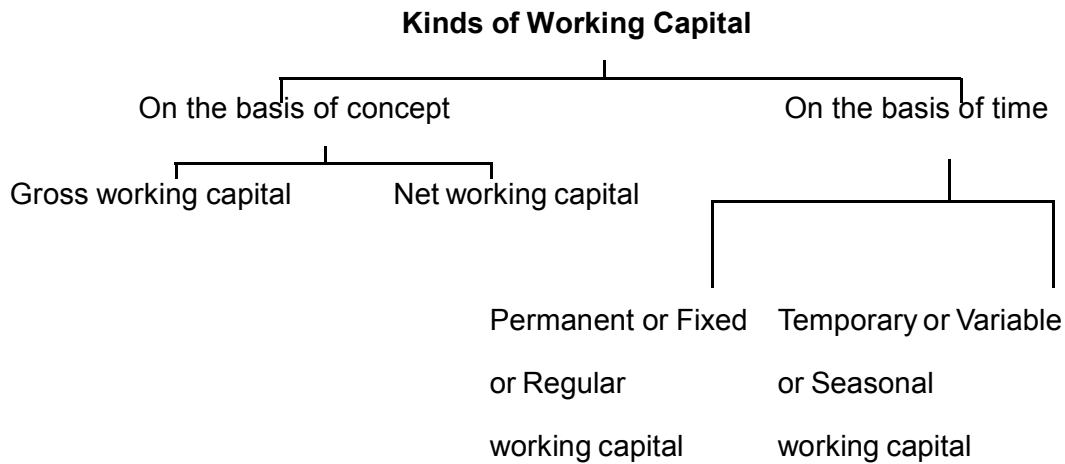 Kinds of Working Capital
On the basis of concept
On the basis of time
Gross working capital
Net working capital
Permanent or Fixed
or Regular
working capital
Temporary or Variable
or Seasonal
working capital